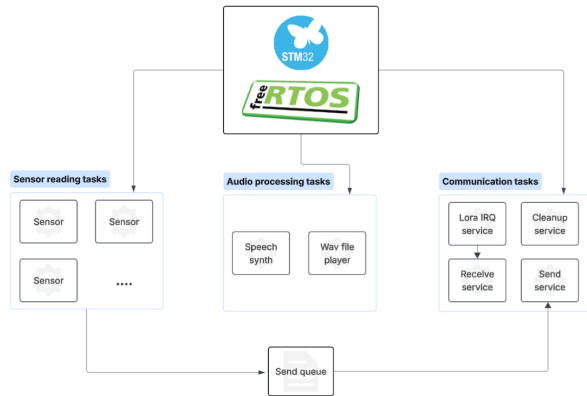 STM32
free RTOS
Sensor reading tasks
Audio processing tasks
Communication tasks
Sensor
Sensor
Sensor
....
Speech
synth
Wav file
player
Lora IRQ
service
Cleanup
service
Receive
service
Send
service
Send queue